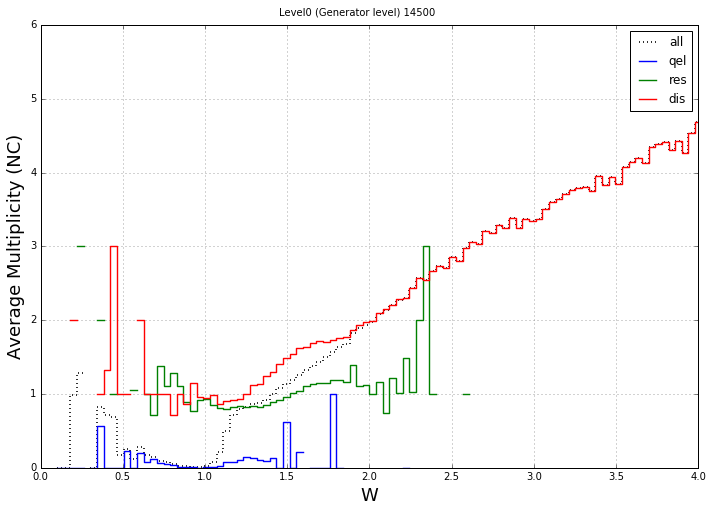 Level0 (Generator level) 14500
6
5
4
3
2
1
0
Average Multiplicity (NC)
all
qel
res
dis
0.0 0.5 1.0 1.5 2.0 2.5 3.0 3.5 4.0
W